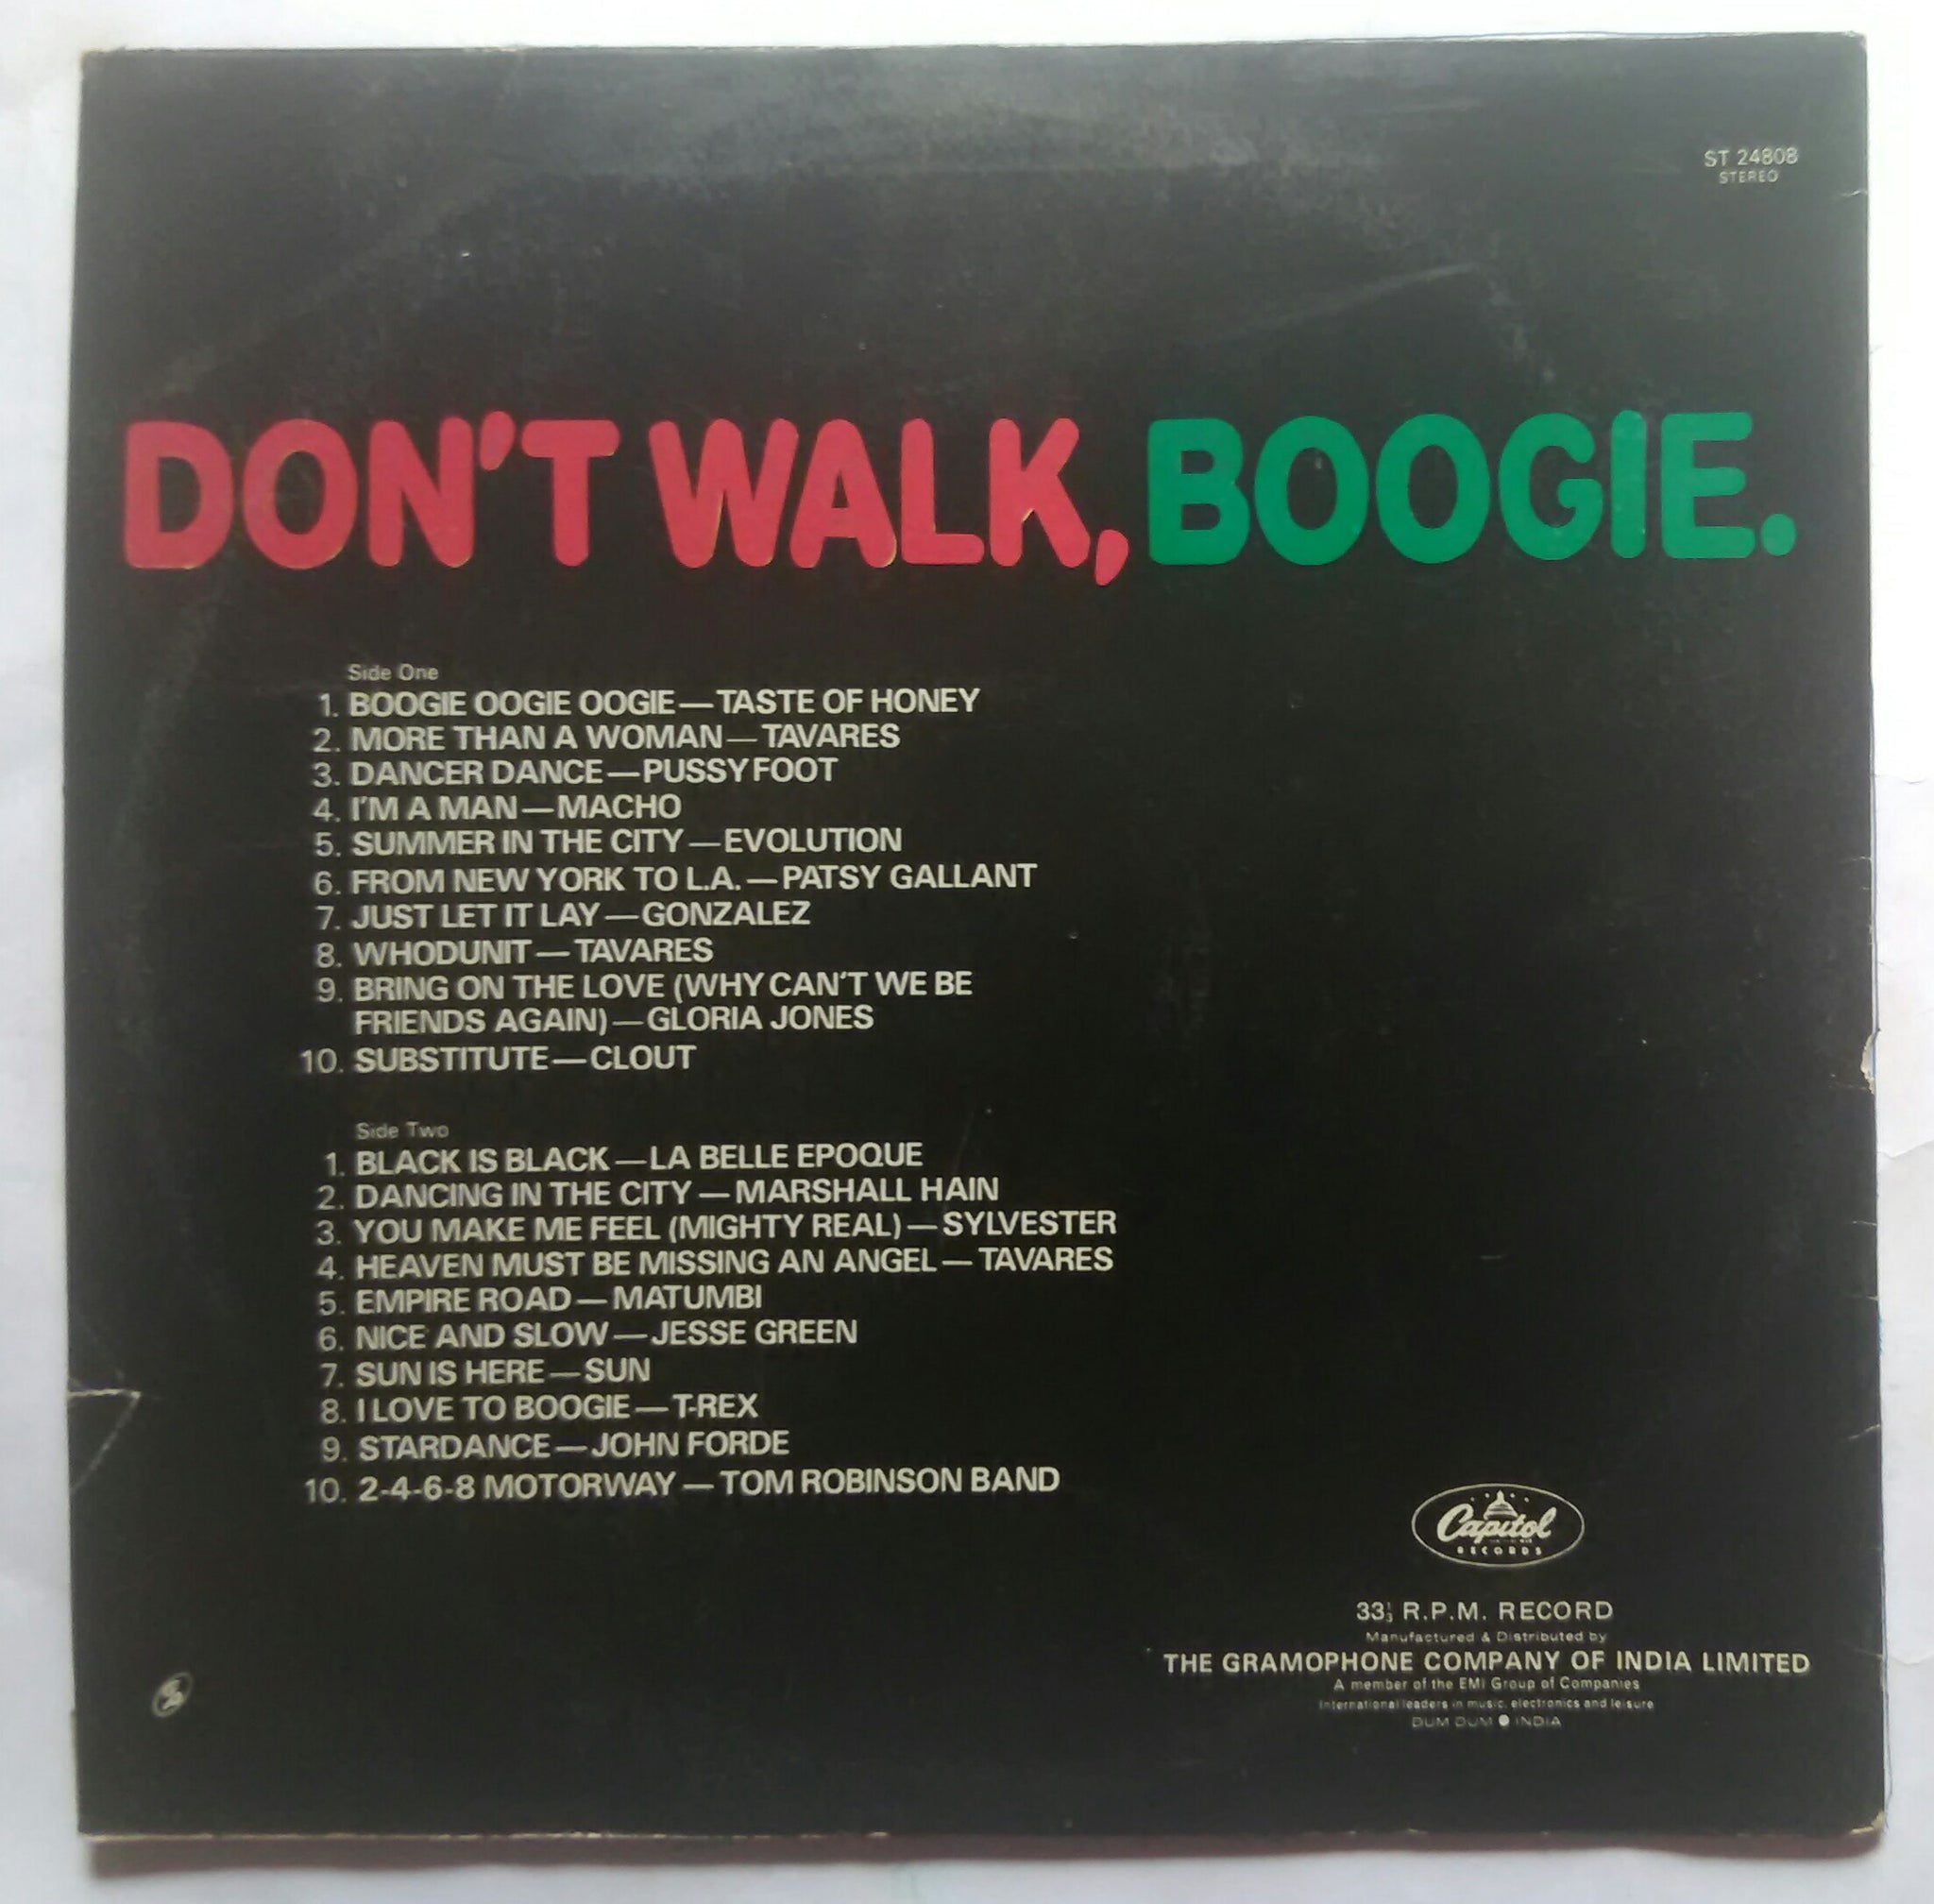 ST 24808
STEREO
DON'T WALK, BOOGIE.
Side One
1. BOOGIE OOGIE OOGIE—TASTE OF HONEY
2. MORE THAN A WOMAN—TAVARES
3. DANCER DANCE—PUSSYFOOT
4. I'M A MAN—MACHO
5. SUMMER IN THE CITY—EVOLUTION
6. FROM NEW YORK TO L.A.—PATSY GALLANT
7. JUST LET IT LAY—GONZALEZ
8. WHODUNIT—TAVARES
9. BRING ON THE LOVE (WHY CAN'T WE BE
FRIENDS AGAIN)—GLORIA JONES
10. SUBSTITUTE—CLOUT
Side Two
1. BLACK IS BLACK—LA BELLE EPOQUE
2. DANCING IN THE CITY—MARSHALL HAIN
3. YOU MAKE ME FEEL (MIGHTY REAL)—SYLVESTER
4. HEAVEN MUST BE MISSING AN ANGEL—TAVARES
5. EMPIRE ROAD—MATUMBI
6. NICE AND SLOW—JESSE GREEN
7. SUN IS HERE—SUN
8. I LOVE TO BOOGIE—T-REX
9. STARDANCE—JOHN FORDE
10. 2-4-6-8 MOTORWAY—TOM ROBINSON BAND
Capitol
RECORDS
33⅓ R.P.M. RECORD
Manufactured & Distributed by
THE GRAMOPHONE COMPANY OF INDIA LIMITED
A member of the EMI Group of Companies
International leaders in music, electronics and leisure
DUM DUM ● INDIA